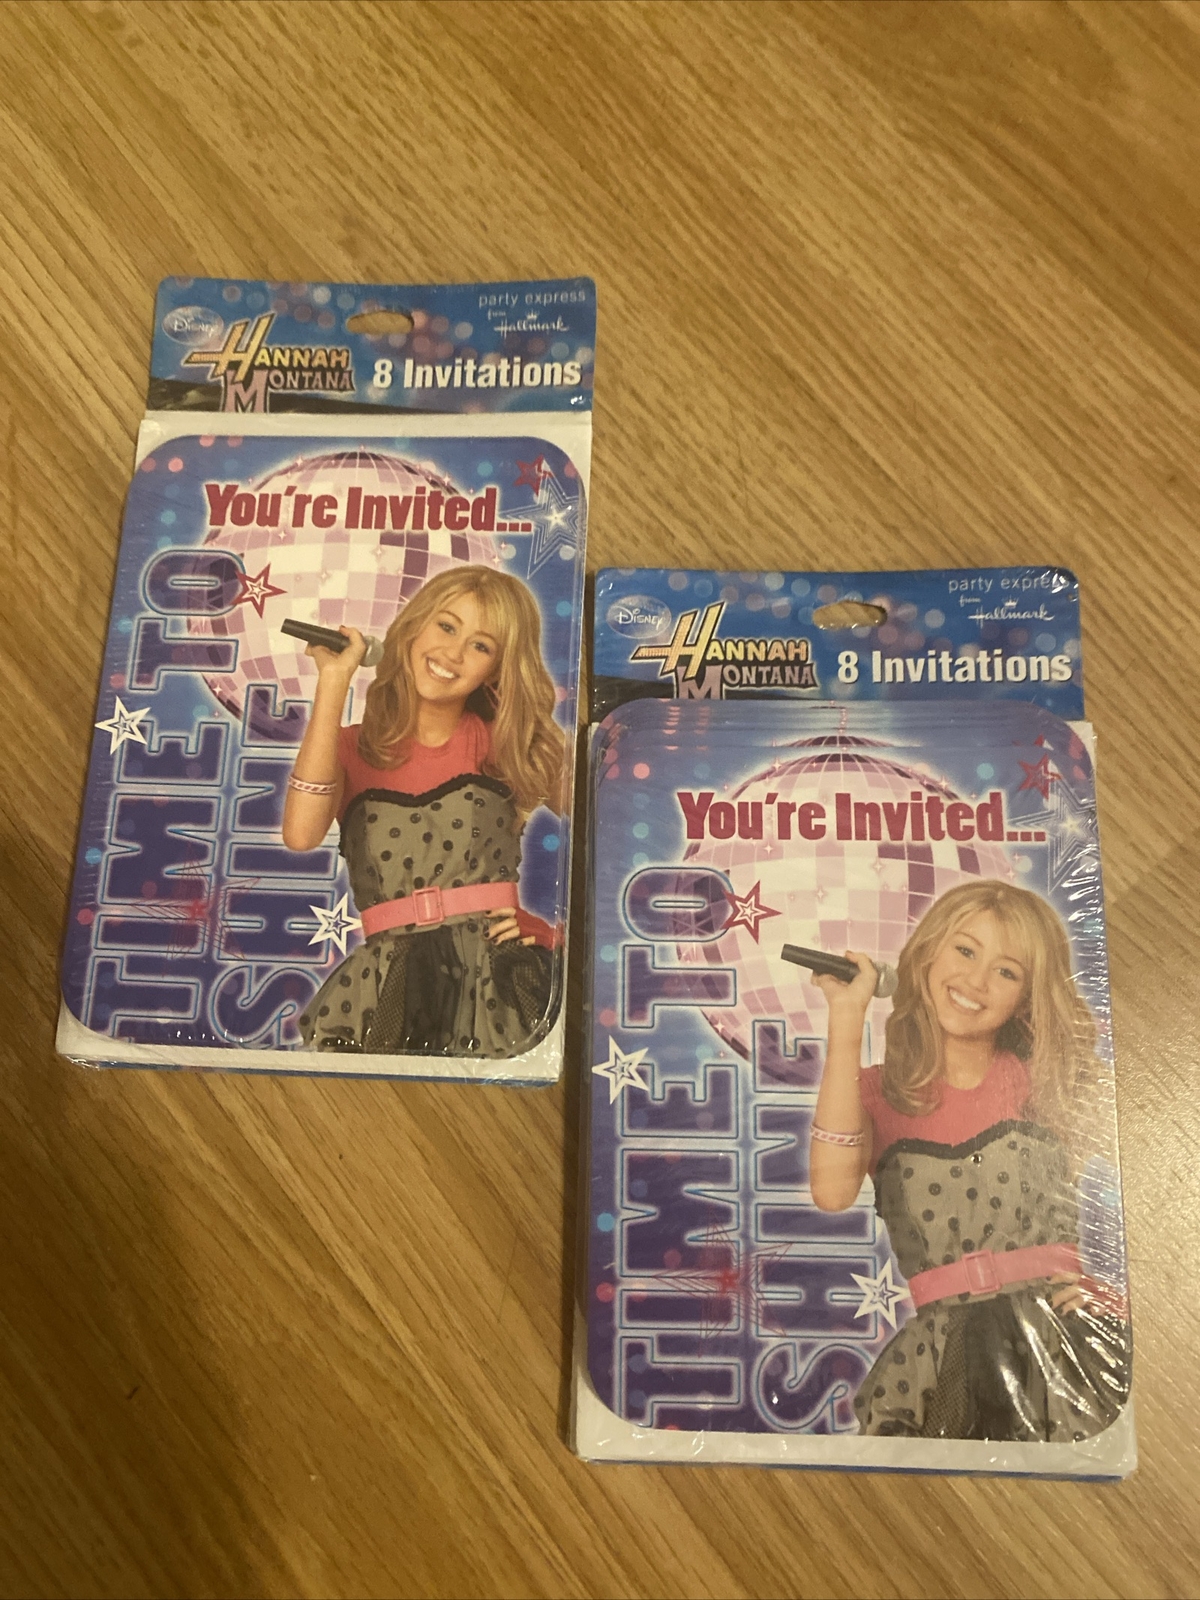 party express
from
Hallmark
Disney
HANNAH
MONTANA
8 Invitations
You're Invited...
TIME TO
SHINE
party express
from
Hallmark
Disney
HANNAH
MONTANA
8 Invitations
You're Invited...
TIME TO
SHINE